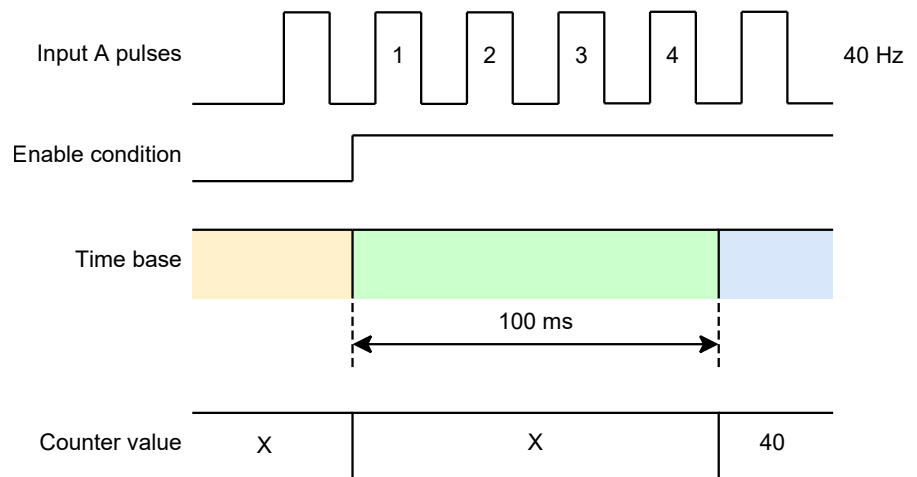 Input A pulses
1
2
3
4
40 Hz
Enable condition
Time base
100 ms
Counter value
X
X
40